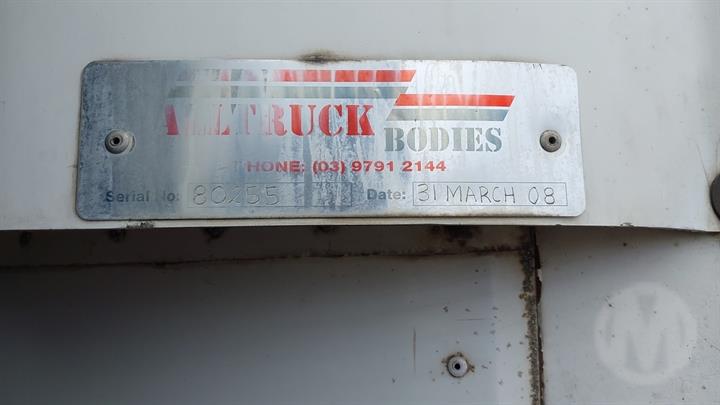 ALLTRUCK
BODIES
PHONE: (03) 9791 2144
Serial No: 80255 Date: 31 MARCH 08
M